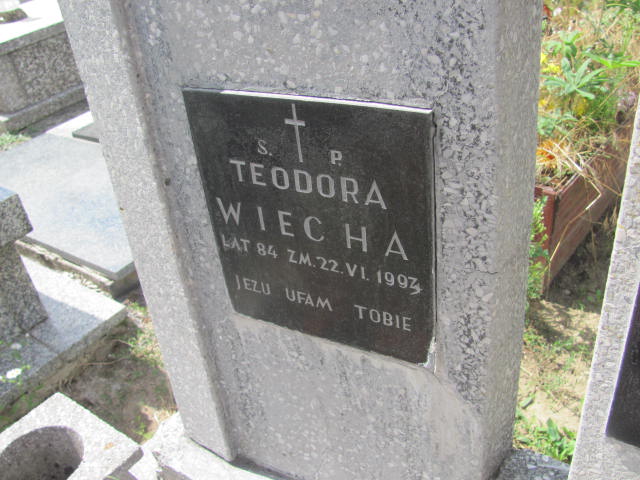 S. P.
TEODORA
WIECHA
LAT 84 ZM. 22. VI. 1993
JEZU UFAM TOBIE